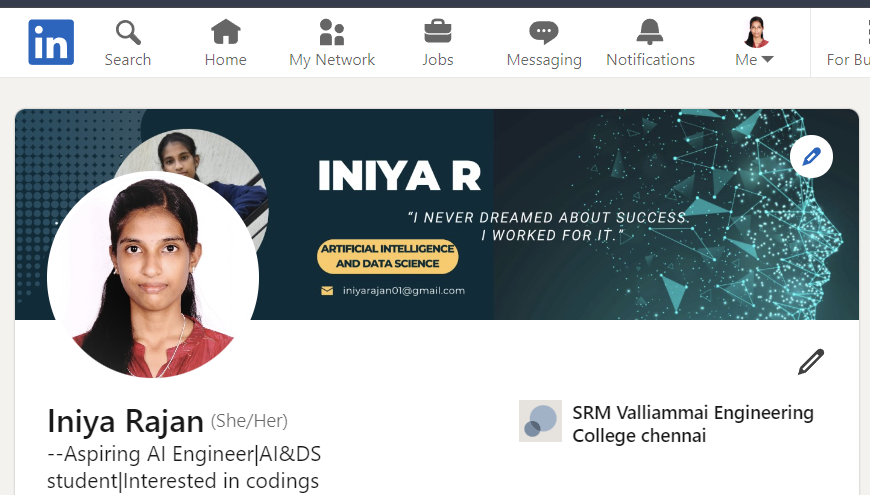 in
Search
Home
My Network
Jobs
Messaging
Notifications
Me
For Bu
INIYA R
“I NEVER DREAMED ABOUT SUCCESS
I WORKED FOR IT.”
ARTIFICIAL INTELLIGENCE
AND DATA SCIENCE
iniyarajan01@gmail.com
Iniya Rajan (She/Her)
--Aspiring AI Engineer|AI&DS
student|Interested in codings
SRM Valliammai Engineering
College chennai